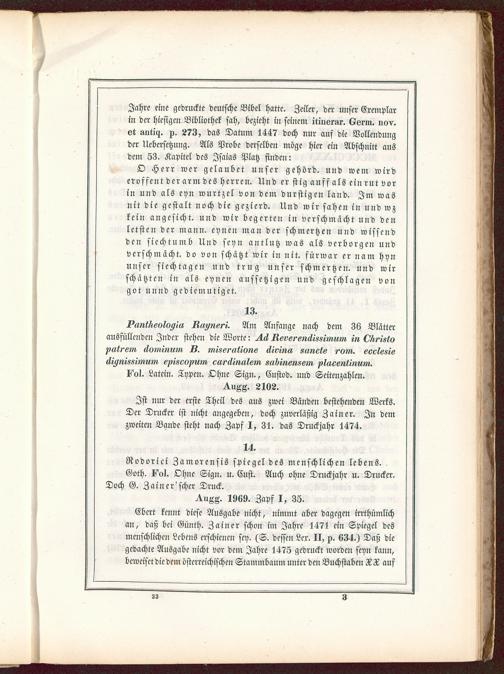 Jahre eine gedruckte deutsche Bibel hatte. Zeiler, der unser Exemplar
in der hiesigen Bibliothek sah, bezieht in seinem itinerar. Germ. nov.
et antiq. p. 273, das Datum 1447 doch nur auf die Vollendung
der Uebersetzung. Als Probe derselben möge hier ein Abschnitt aus
dem 53. Kapitel des Isaias Platz finden:
O Herr wer gelaubet unser gehörd. und wem wird
eroffent der arm des herren. Und er stig auff als ein rut vor
in und als eyn wurtzel von dem durstigen land. Im was
nit die gestalt noch die gezierd. Und wir sahen in und wz
kein angesicht. und wir begerten in verschmächt und den
letsten der mann. eynen man der schmertzen und wissend
den siechtumb Und seyn antlutz was als verborgen und
verschmächt. do von schätzt wir in nit. fürwar er nam hyn
unser siechtagen und trug unser schmertzen. und wir
schätzten in als eynen aussetzigen und geschlagen von
got unnd gediemutiget.
13.
Pantheologia Rayneri. Am Anfange nach dem 36 Blätter
ausfüllenden Index stehen die Worte: Ad Reverendissimum in Christo
patrem dominum B. miseratione divina sancte rom. ecclesie
dignissimum episcopum cardinalem sabinensem placentinum.
Fol. Latein. Typen. Ohne Sign., Custod. und Seitenzahlen.
Augg. 2102.
Ist nur der erste Theil des aus zwei Bänden bestehenden Werks.
Der Drucker ist nicht angegeben, doch zuverläßig Zainer. In dem
zweiten Bande steht nach Zapf I, 31. das Druckjahr 1474.
14.
Roderici Zamorensis spiegel des menschlichen lebens.
Goth. Fol. Ohne Sign. u. Cust. Auch ohne Druckjahr u. Drucker.
Doch G. Zainer'scher Druck.
Augg. 1969. Zapf I, 35.
Ebert kennt diese Ausgabe nicht, nimmt aber dagegen irrthümlich
an, daß bei Günth. Zainer schon im Jahre 1471 ein Spiegel des
menschlichen Lebens erschienen sey. (S. dessen Lex. II, p. 634.) Daß die
gedachte Ausgabe nicht vor dem Jahre 1475 gedruckt worden seyn kann,
beweiset die dem österreichischen Stammbaum unter den Buchstaben XX auf
33 3